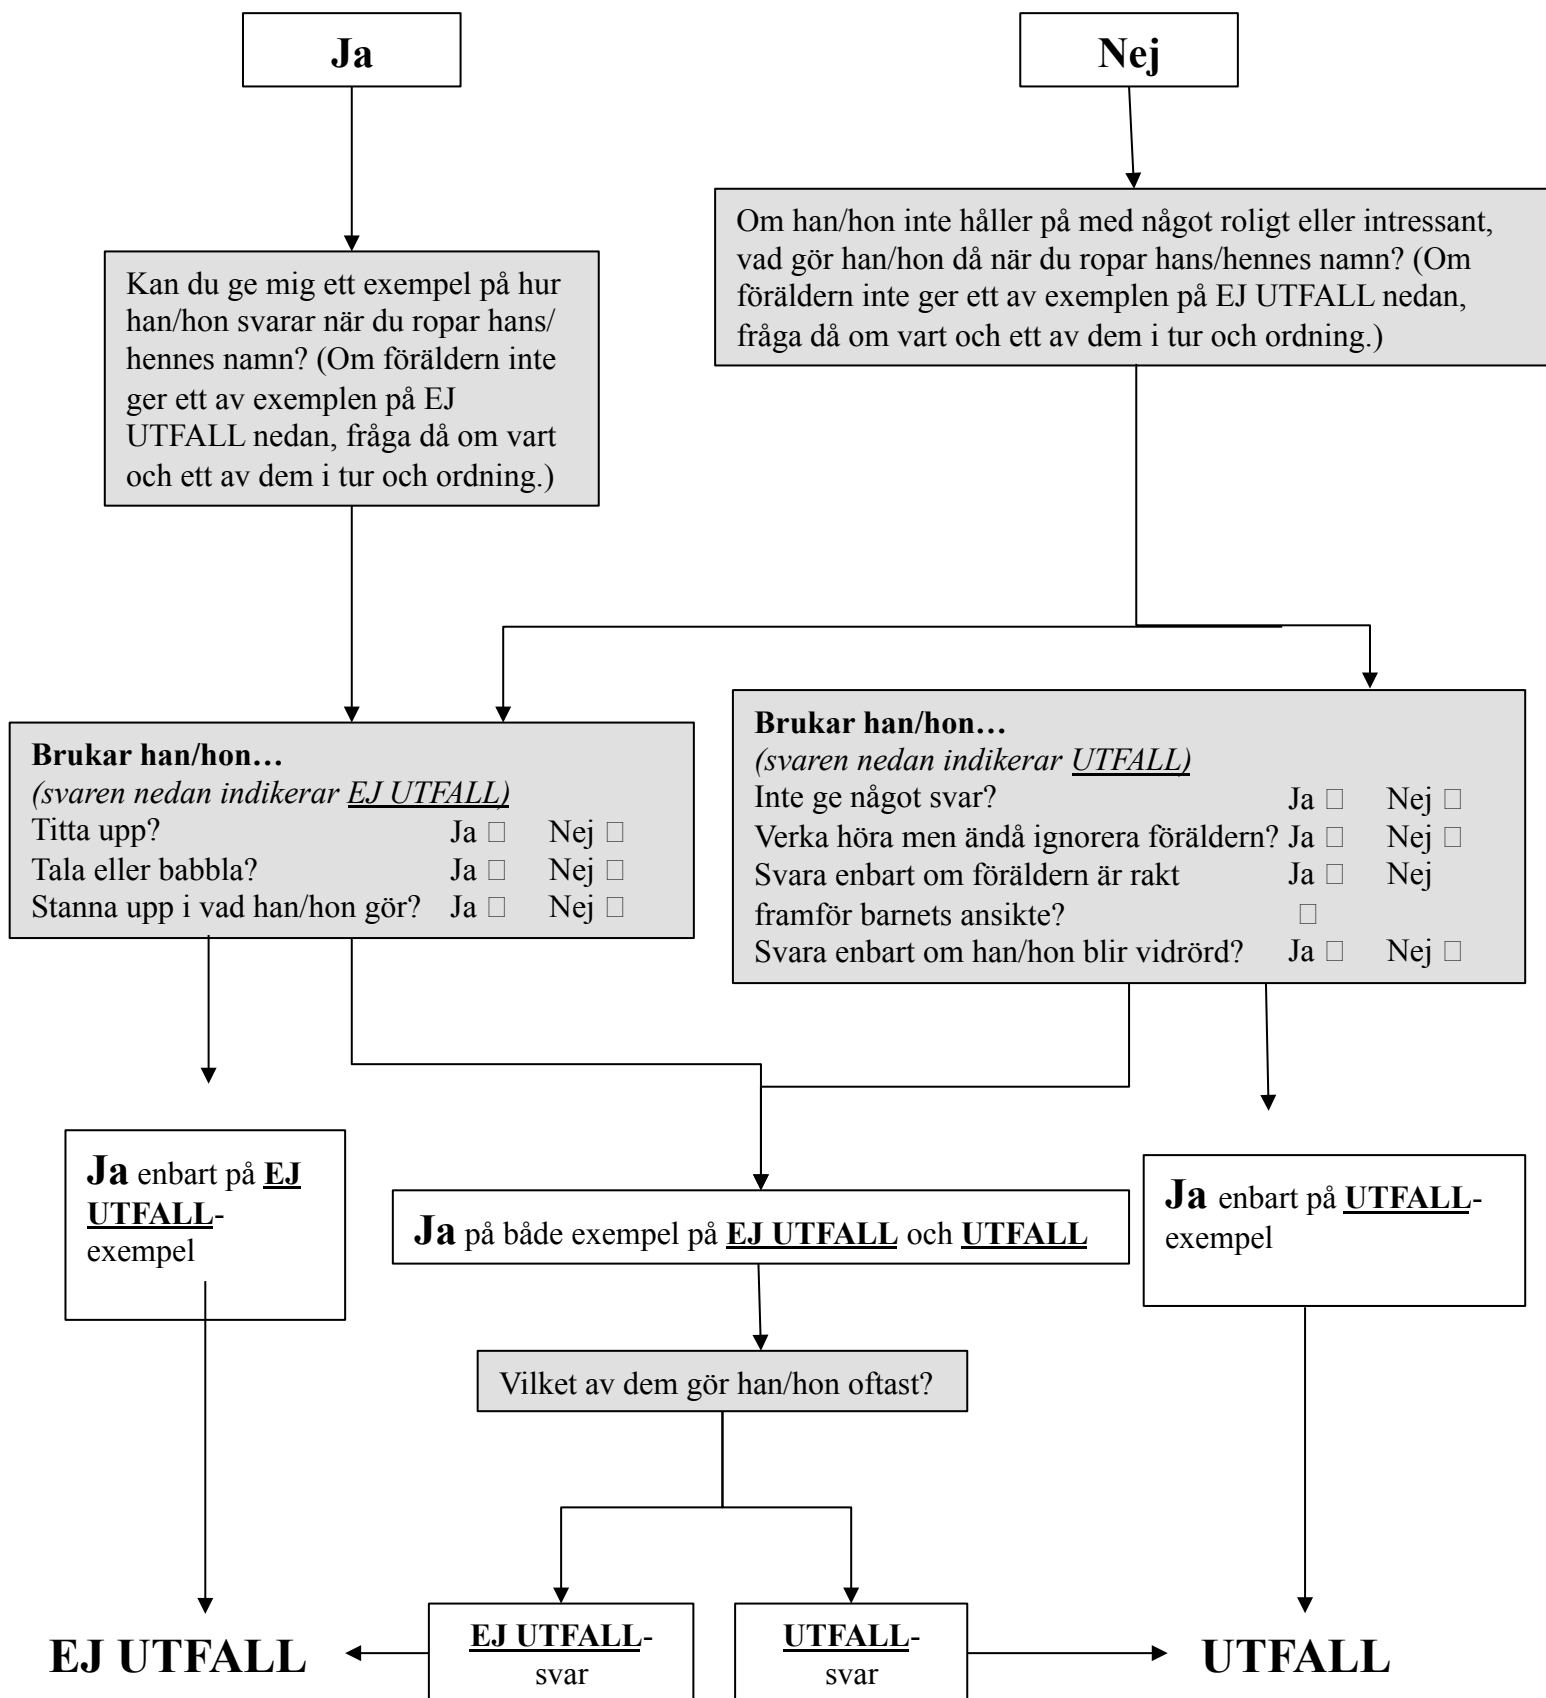 Ja
Nej
Kan du ge mig ett exempel på hur
han/hon svarar när du ropar hans/
hennes namn? (Om föräldern inte
ger ett av exemplen på EJ
UTFALL nedan, fråga då om vart
och ett av dem i tur och ordning.)
Om han/hon inte håller på med något roligt eller intressant,
vad gör han/hon då när du ropar hans/hennes namn? (Om
föräldern inte ger ett av exemplen på EJ UTFALL nedan,
fråga då om vart och ett av dem i tur och ordning.)
Brukar han/hon…
(svaren nedan indikerar EJ UTFALL)
Titta upp? Ja □ Nej □
Tala eller babbla? Ja □ Nej □
Stanna upp i vad han/hon gör? Ja □ Nej □
Brukar han/hon…
(svaren nedan indikerar UTFALL)
Inte ge något svar? Ja □ Nej □
Verka höra men ändå ignorera föräldern? Ja □ Nej □
Svara enbart om föräldern är rakt Ja □ Nej
framför barnets ansikte? □
Svara enbart om han/hon blir vidrörd? Ja □ Nej □
Ja enbart på EJ
UTFALL-
exempel
Ja på både exempel på EJ UTFALL och UTFALL
Ja enbart på UTFALL-
exempel
Vilket av dem gör han/hon oftast?
EJ UTFALL
EJ UTFALL-
svar
UTFALL-
svar
UTFALL